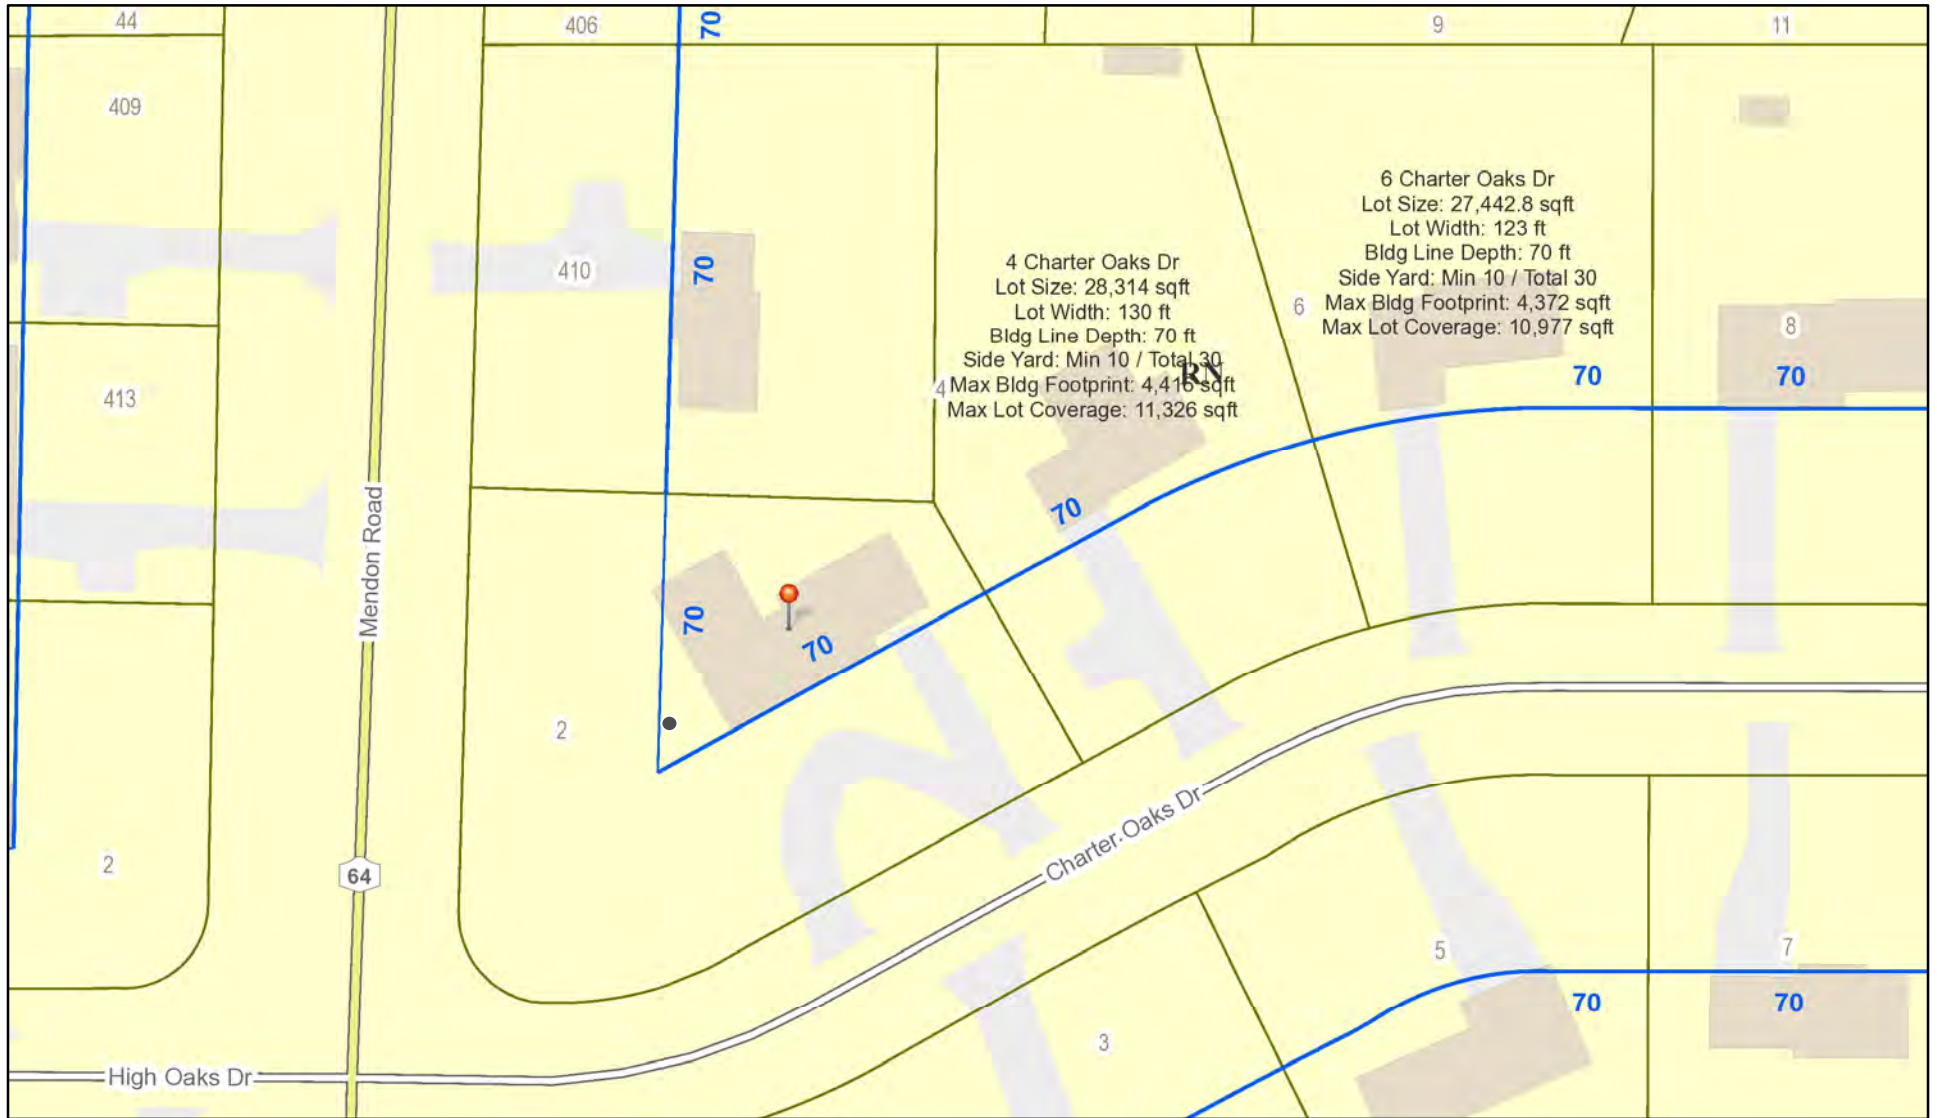 44
406
70
9
11
409
6 Charter Oaks Dr
Lot Size: 27,442.8 sqft
Lot Width: 123 ft
Bldg Line Depth: 70 ft
Side Yard: Min 10 / Total 30
Max Bldg Footprint: 4,372 sqft
Max Lot Coverage: 10,977 sqft
410
70
4 Charter Oaks Dr
Lot Size: 28,314 sqft
Lot Width: 130 ft
Bldg Line Depth: 70 ft
Side Yard: Min 10 / Total 30
Max Bldg Footprint: 4,416 sqft
Max Lot Coverage: 11,326 sqft
RN
4
6
8
70
70
413
70
Mendon Road
70
70
2
2
64
Charter Oaks Dr
5
7
70
70
3
High Oaks Dr